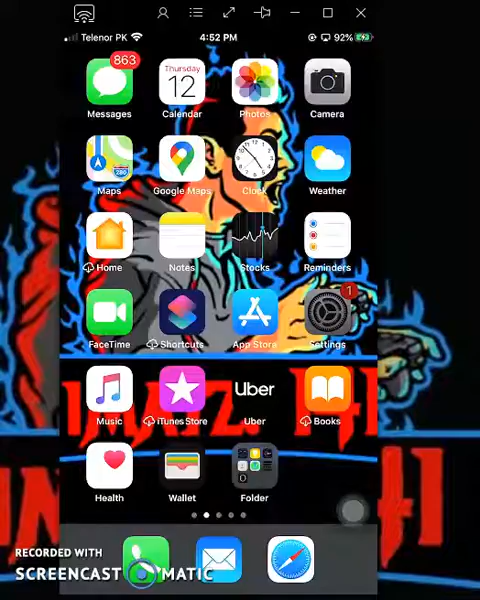 Telenor PK
4:52 PM
92%
863
Thursday
12
Messages
Calendar
Photos
Camera
280
Maps
Google Maps
Clock
Weather
Home
Notes
Stocks
Reminders
1
FaceTime
Shortcuts
App Store
Settings
Uber
Music
iTunes Store
Uber
Books
Health
Wallet
Folder
RECORDED WITH
SCREENCAST MATIC